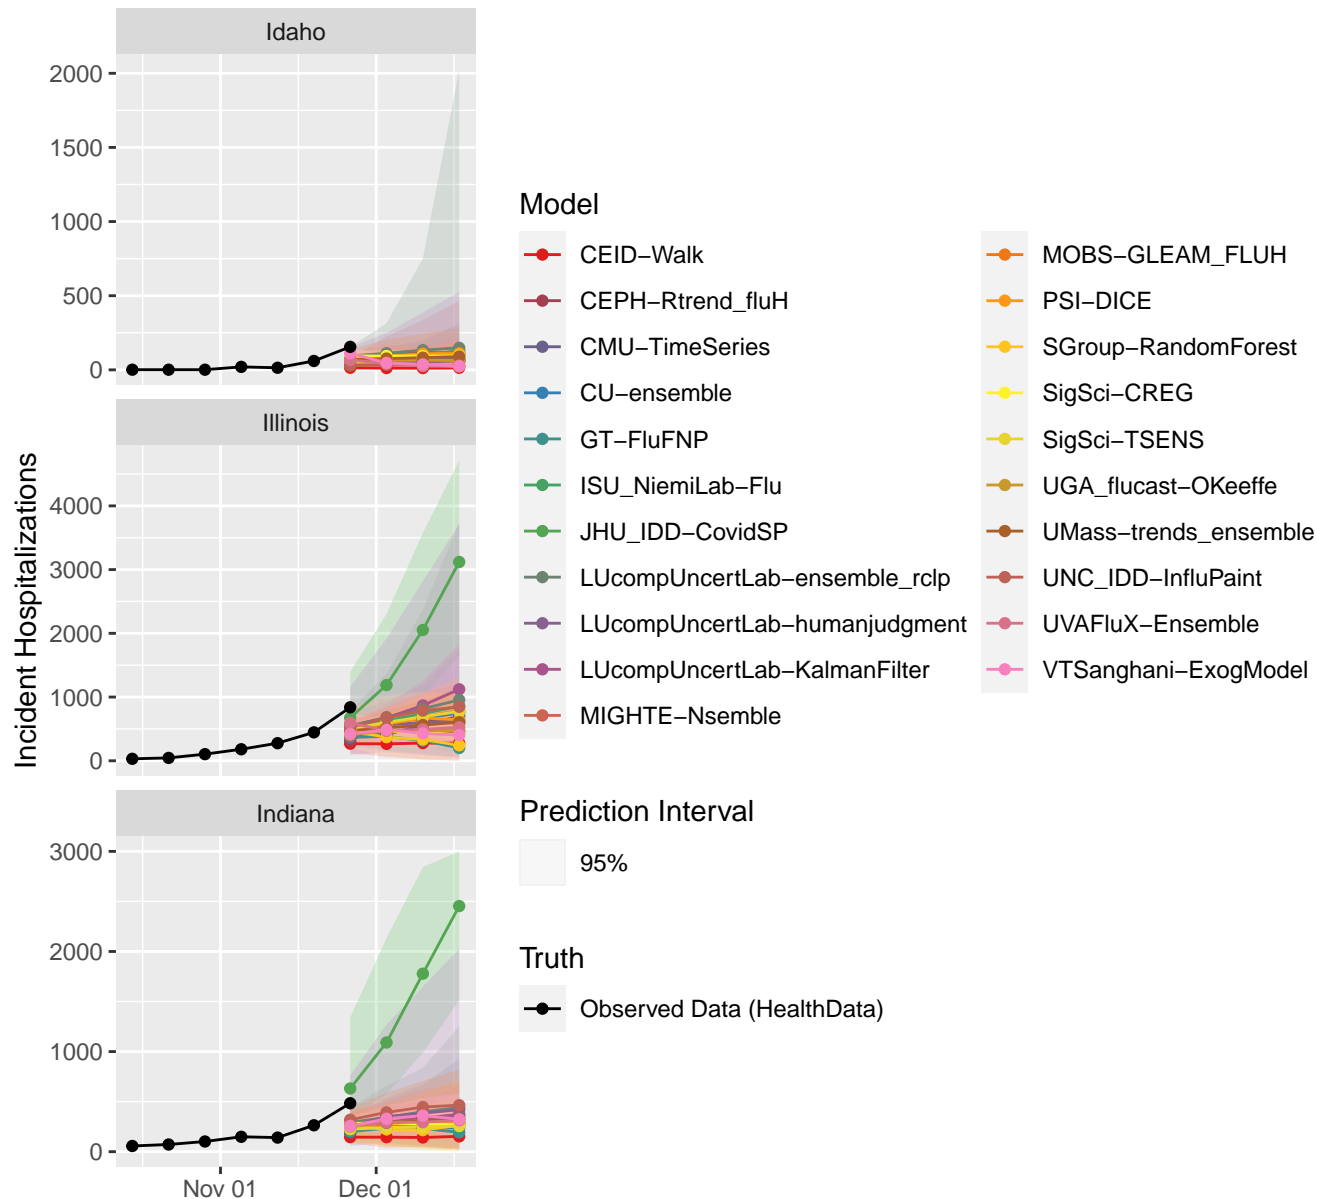 Idaho
2000
1500
1000
500
0
Illinois
4000
3000
2000
1000
0
Indiana
3000
2000
1000
0
Nov 01
Dec 01
Incident Hospitalizations
Model
CEID−Walk
CEPH−Rtrend_fluH
CMU−TimeSeries
CU−ensemble
GT−FluFNP
ISU_NiemiLab−Flu
JHU_IDD−CovidSP
LUcompUncertLab−ensemble_rclp
LUcompUncertLab−humanjudgment
LUcompUncertLab−KalmanFilter
MIGHTE−Nsemble
MOBS−GLEAM_FLUH
PSI−DICE
SGroup−RandomForest
SigSci−CREG
SigSci−TSENS
UGA_flucast−OKeeffe
UMass−trends_ensemble
UNC_IDD−InfluPaint
UVAFluX−Ensemble
VTSanghani−ExogModel
Prediction Interval
95%
Truth
Observed Data (HealthData)